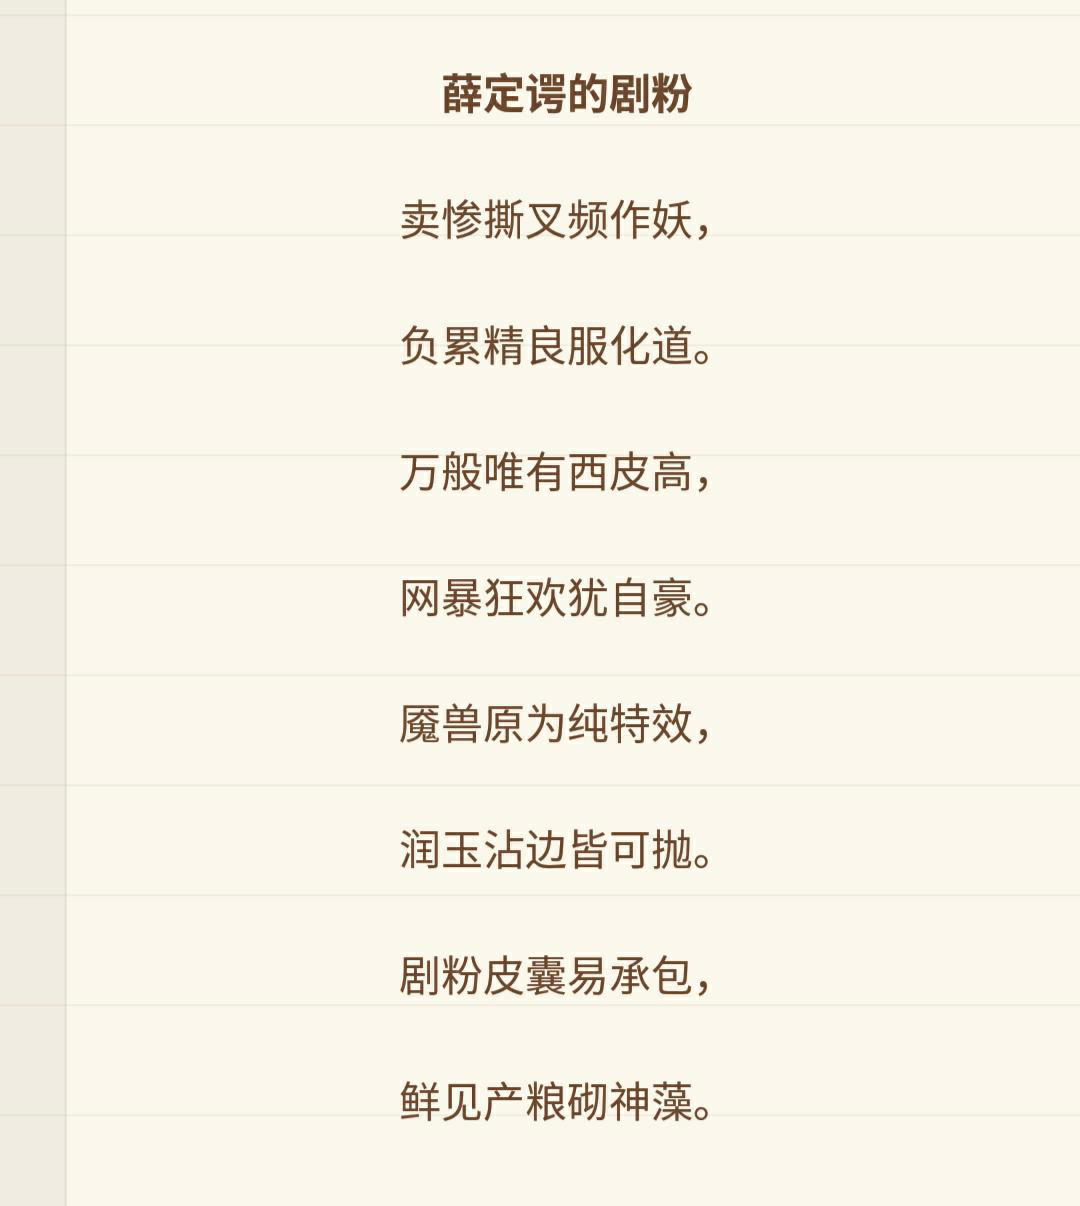 薛定谔的剧粉
卖惨撕叉频作妖，
负累精良服化道。
万般唯有西皮高，
网暴狂欢犹自豪。
魇兽原为纯特效，
润玉沾边皆可抛。
剧粉皮囊易承包，
鲜见产粮砌神藻。